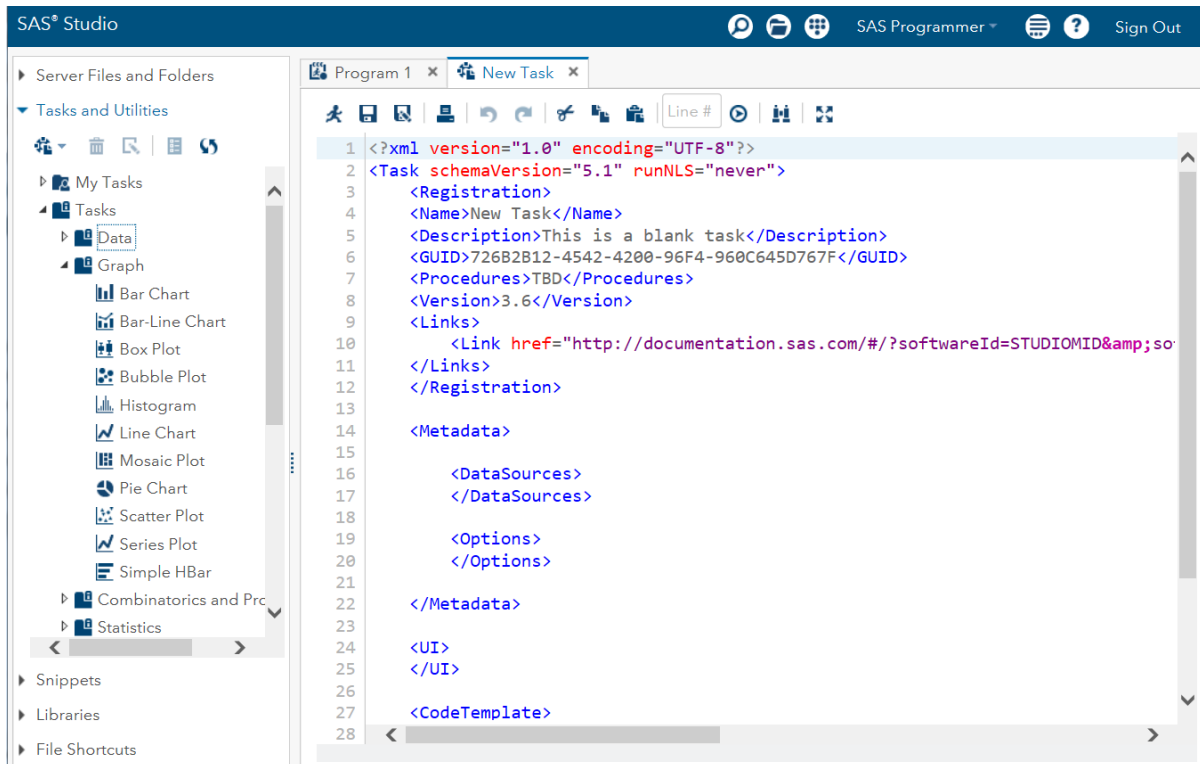 SAS® Studio
SAS Programmer
Sign Out
Server Files and Folders
Tasks and Utilities
My Tasks
Tasks
Data
Graph
Bar Chart
Bar-Line Chart
Box Plot
Bubble Plot
Histogram
Line Chart
Mosaic Plot
Pie Chart
Scatter Plot
Series Plot
Simple HBar
Combinatorics and Pro
Statistics
Snippets
Libraries
File Shortcuts
Program 1 ×
New Task ×
Line #
1 <?xml version="1.0" encoding="UTF-8"?>
2 <Task schemaVersion="5.1" runNLS="never">
3     <Registration>
4     <Name>New Task</Name>
5     <Description>This is a blank task</Description>
6     <GUID>726B2B12-4542-4200-96F4-960C645D767F</GUID>
7     <Procedures>TBD</Procedures>
8     <Version>3.6</Version>
9     <Links>
10         <Link href="http://documentation.sas.com/#/?softwareId=STUDIOMID&amp;so
11     </Links>
12     </Registration>
13
14     <Metadata>
15
16         <DataSources>
17         </DataSources>
18
19         <Options>
20         </Options>
21
22     </Metadata>
23
24     <UI>
25     </UI>
26
27     <CodeTemplate>
28